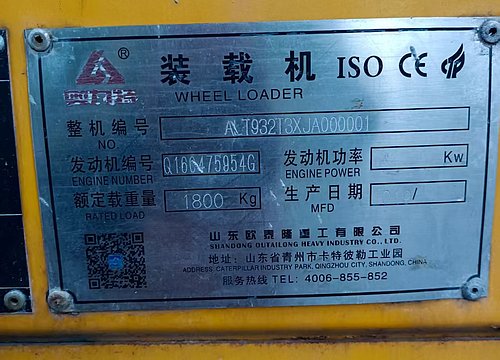 ®
装载机 ISO CE
WHEEL LOADER
整机编号
NO
ALT932T3XJA000001
发动机编号 Q166475954G 发动机功率 Kw
ENGINE NUMBER ENGINE POWER
额定载重量 1800 Kg 生产日期 /
RATED LOAD MFD
山东欧泰隆重工有限公司
SHANDONG OUTAILONG HEAVY INDUSTRY CO., LTD.
地址: 山东省青州市卡特彼勒工业园
ADDRESS: CATERPILLAR INDUSTRY PARK, QINGZHOU CITY, SHANDONG, CHINA
服务热线 TEL: 4006-855-852